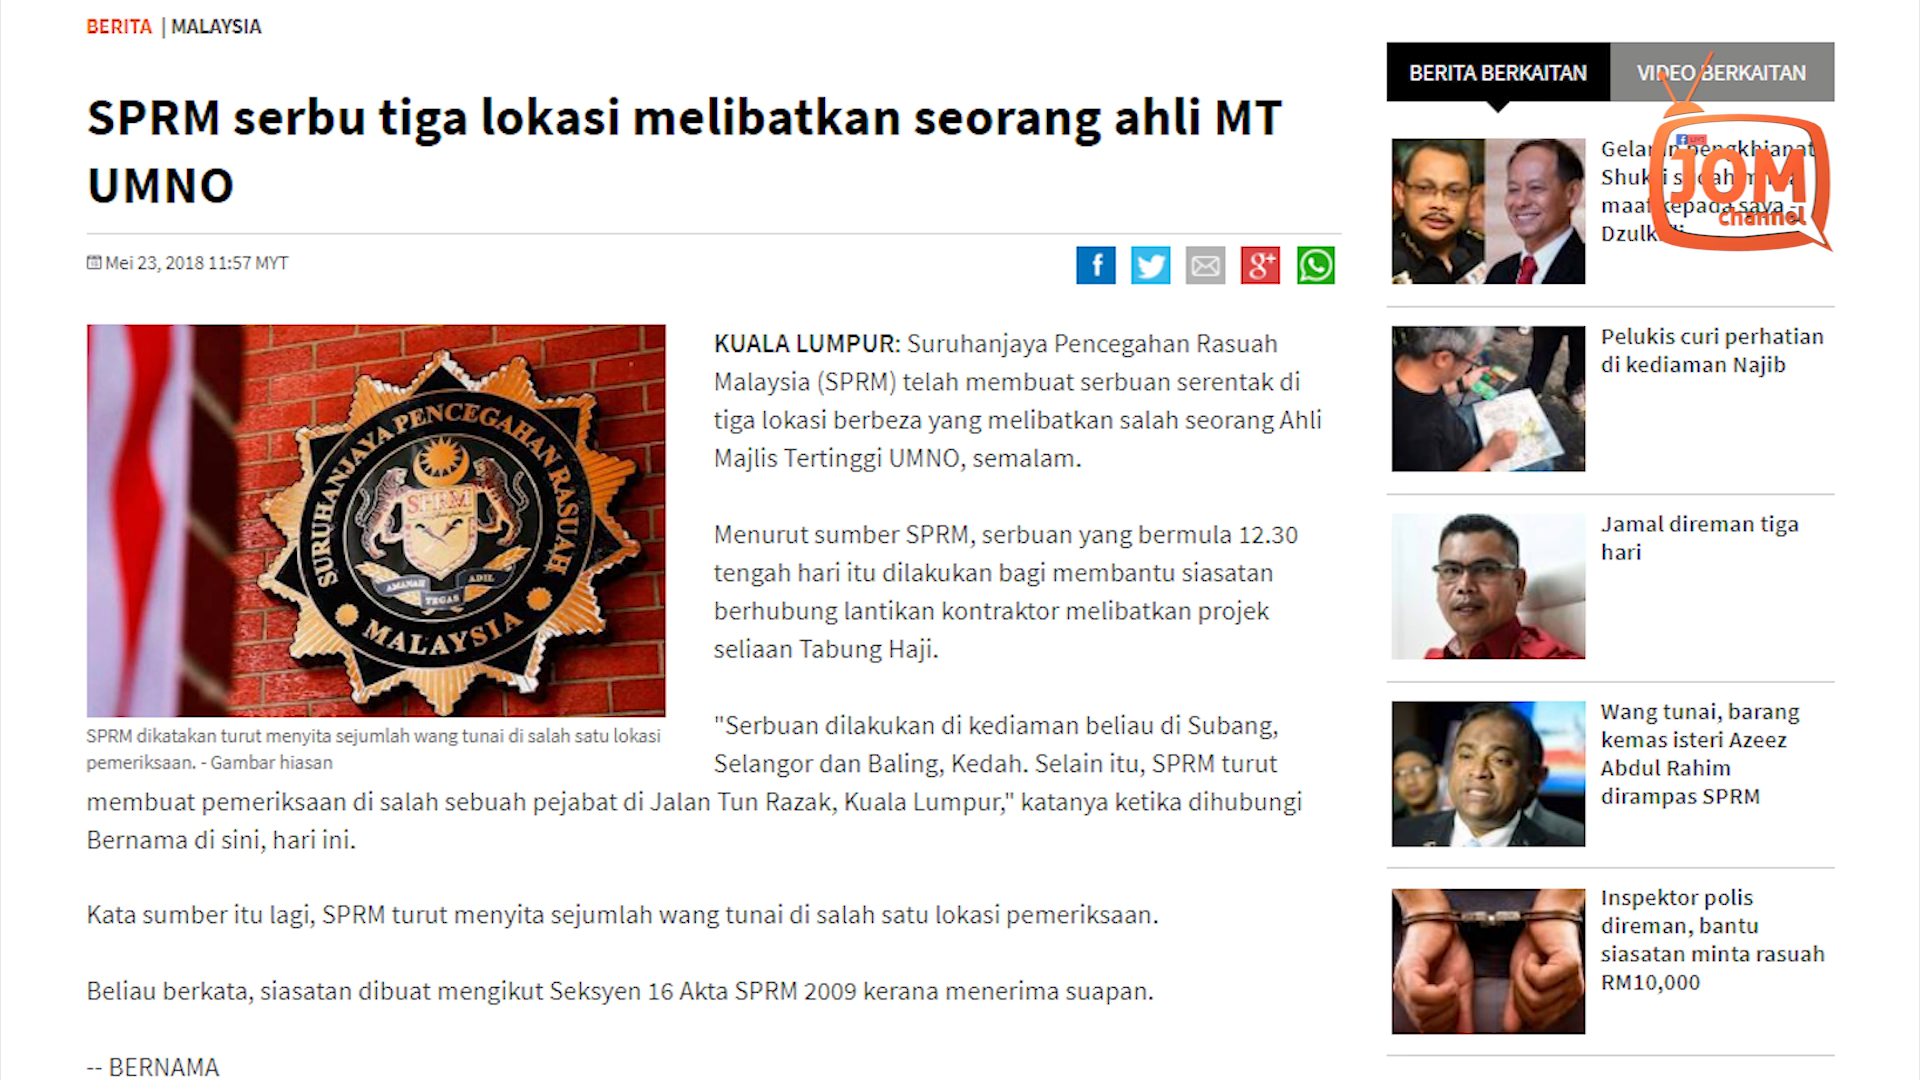 BERITA | MALAYSIA
SPRM serbu tiga lokasi melibatkan seorang ahli MT
UMNO
Mei 23, 2018 11:57 MYT
SURUHANJAYA PENCEGAHAN RASUAH
SPRM
AMANAH
TEGAS
ADIL
MALAYSIA
SPRM dikatakan turut menyita sejumlah wang tunai di salah satu lokasi
pemeriksaan. - Gambar hiasan
KUALA LUMPUR: Suruhanjaya Pencegahan Rasuah
Malaysia (SPRM) telah membuat serbuan serentak di
tiga lokasi berbeza yang melibatkan salah seorang Ahli
Majlis Tertinggi UMNO, semalam.
Menurut sumber SPRM, serbuan yang bermula 12.30
tengah hari itu dilakukan bagi membantu siasatan
berhubung lantikan kontraktor melibatkan projek
seliaan Tabung Haji.
"Serbuan dilakukan di kediaman beliau di Subang,
Selangor dan Baling, Kedah. Selain itu, SPRM turut
membuat pemeriksaan di salah sebuah pejabat di Jalan Tun Razak, Kuala Lumpur," katanya ketika dihubungi
Bernama di sini, hari ini.
Kata sumber itu lagi, SPRM turut menyita sejumlah wang tunai di salah satu lokasi pemeriksaan.
Beliau berkata, siasatan dibuat mengikut Seksyen 16 Akta SPRM 2009 kerana menerima suapan.
-- BERNAMA
BERITA BERKAITAN
VIDEO BERKAITAN
JOM
channel
pengkhianat
maaf kepada saya -
Pelukis curi perhatian
di kediaman Najib
Jamal direman tiga
hari
Wang tunai, barang
kemas isteri Azeez
Abdul Rahim
dirampas SPRM
Inspektor polis
direman, bantu
siasatan minta rasuah
RM10,000